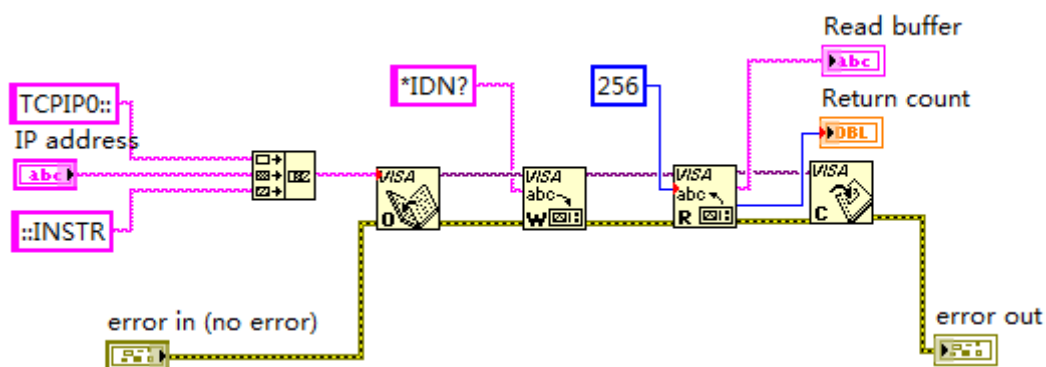 Read buffer
abc
TCPIP0::
*IDN?
256
Return count
DBL
IP address
abc
::INSTR
VISA
O
VISA
abc
W
VISA
abc
R
VISA
C
error in (no error)
error out